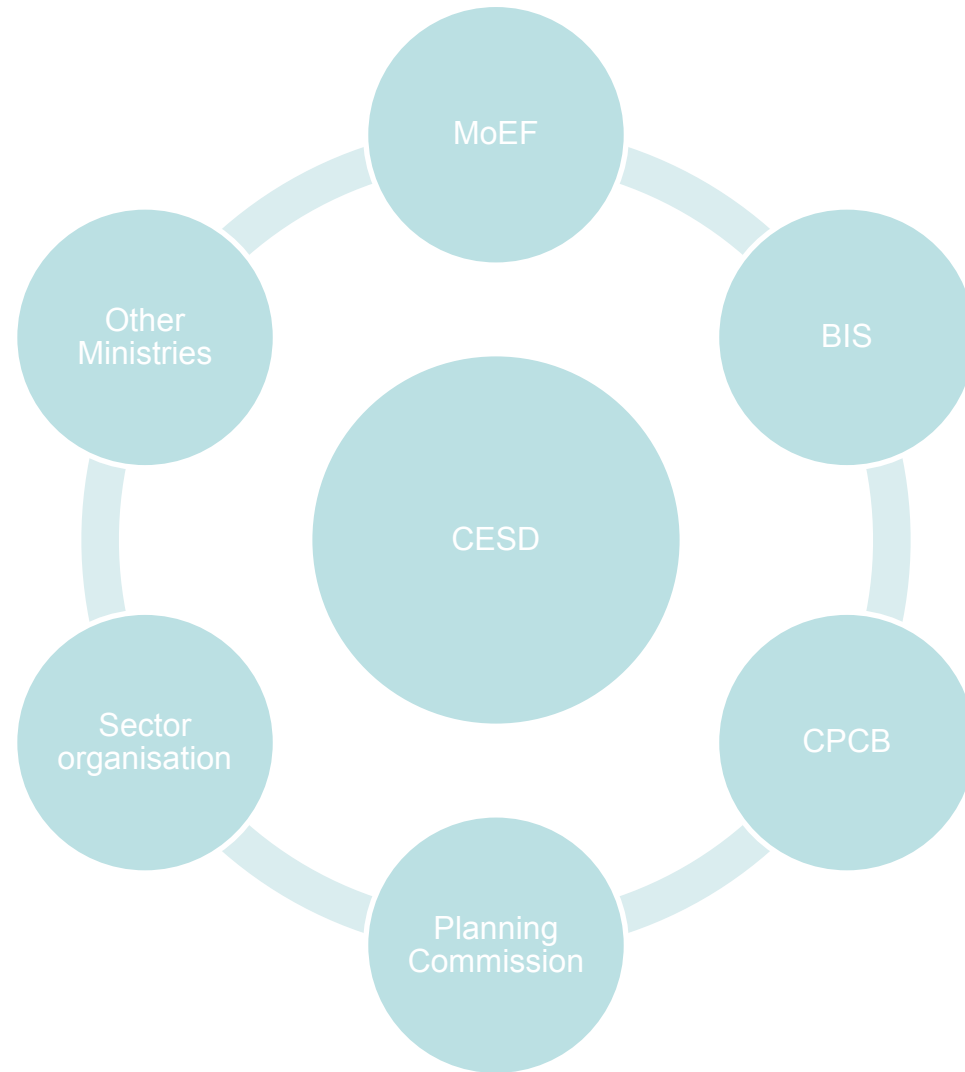 MoEF
Other
Ministries
BIS
CESD
Sector
organisation
CPCB
Planning
Commission